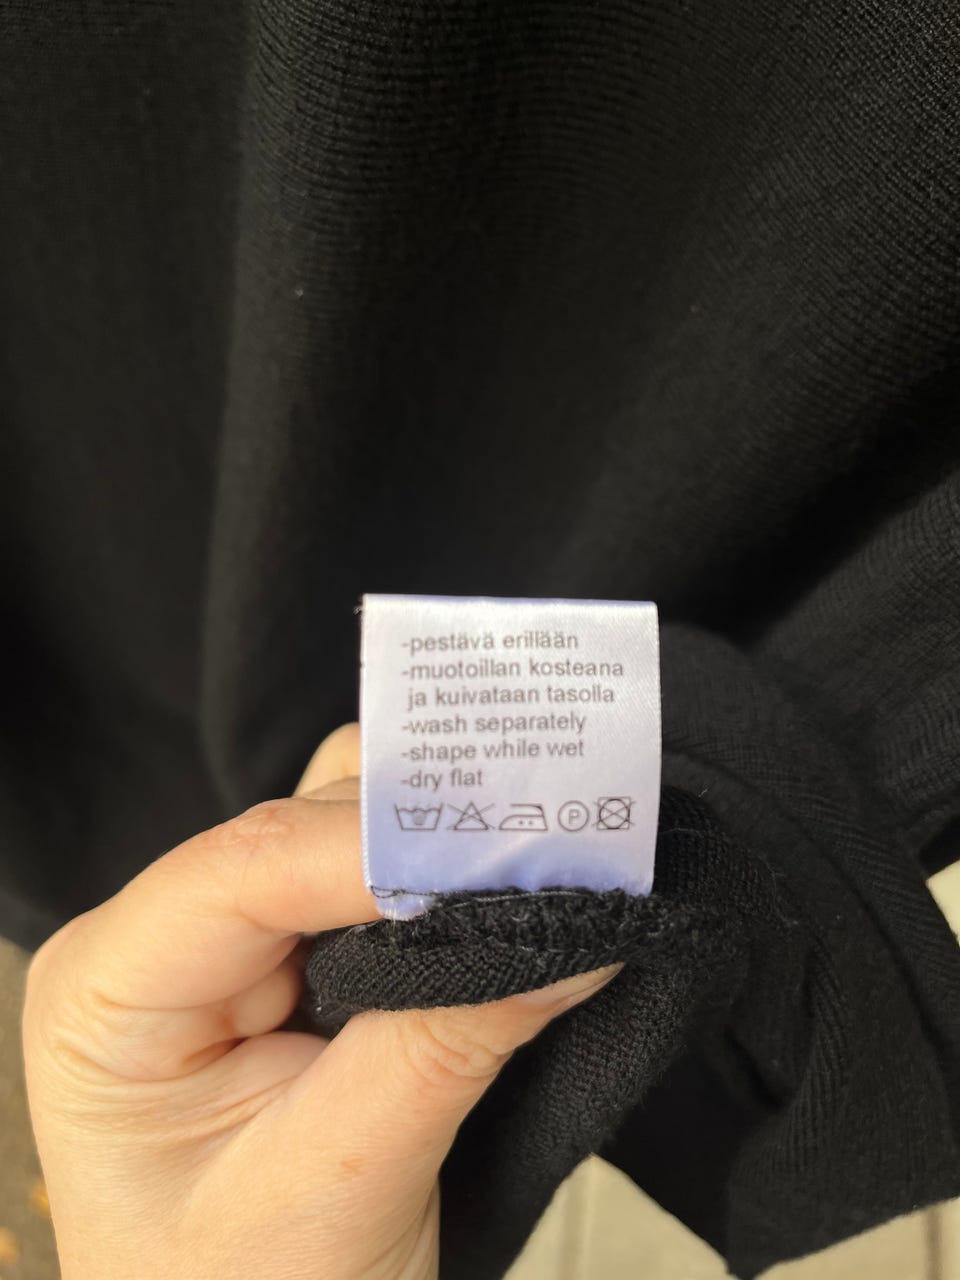 -pestävä erillään
-muotoillan kosteana
ja kuivataan tasolla
-wash separately
-shape while wet
-dry flat
P